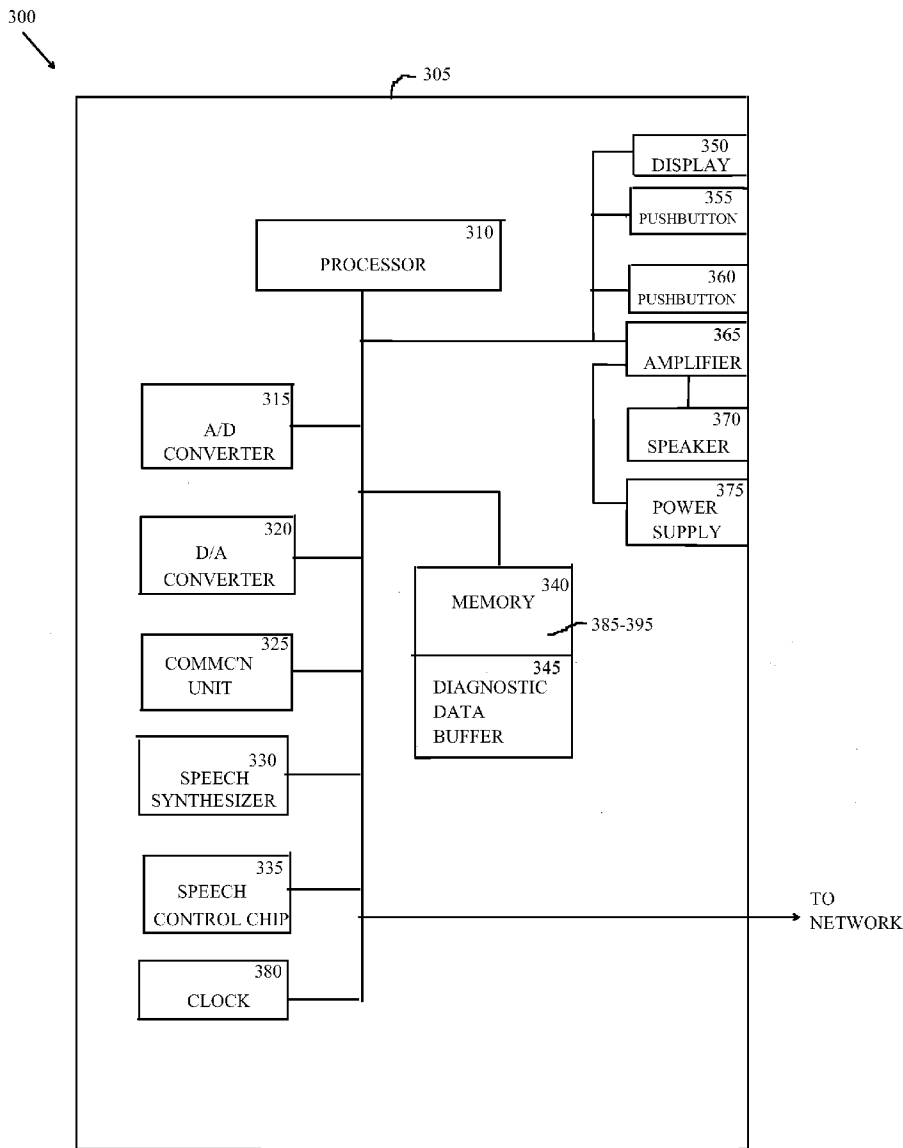 300
305
350
DISPLAY
355
PUSHBUTTON
310
PROCESSOR
360
PUSHBUTTON
365
AMPLIFIER
315
A/D
CONVERTER
370
SPEAKER
375
POWER
SUPPLY
320
D/A
CONVERTER
340
MEMORY
385-395
325
COMMC'N
UNIT
345
DIAGNOSTIC
DATA
BUFFER
330
SPEECH
SYNTHESIZER
335
SPEECH
CONTROL CHIP
TO
NETWORK
380
CLOCK